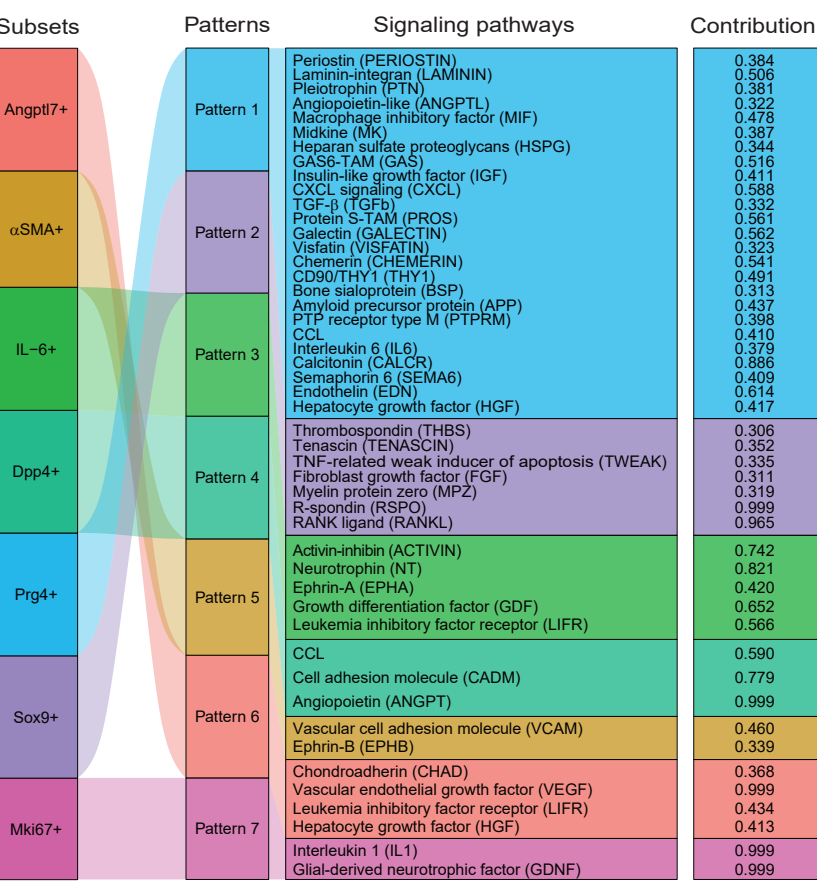 Subsets Patterns Signaling pathways Contribution
Angptl7+
αSMA+
IL−6+
Dpp4+
Prg4+
Sox9+
Mki67+
Pattern 1
Pattern 2
Pattern 3
Pattern 4
Pattern 5
Pattern 6
Pattern 7
Periostin (PERIOSTIN) 0.384
Laminin-integran (LAMININ) 0.506
Pleiotrophin (PTN) 0.381
Angiopoietin-like (ANGPTL) 0.322
Macrophage inhibitory factor (MIF) 0.478
Midkine (MK) 0.387
Heparan sulfate proteoglycans (HSPG) 0.344
GAS6-TAM (GAS) 0.516
Insulin-like growth factor (IGF) 0.411
CXCL signaling (CXCL) 0.588
TGF-β (TGFb) 0.332
Protein S-TAM (PROS) 0.561
Galectin (GALECTIN) 0.562
Visfatin (VISFATIN) 0.323
Chemerin (CHEMERIN) 0.541
CD90/THY1 (THY1) 0.491
Bone sialoprotein (BSP) 0.313
Amyloid precursor protein (APP) 0.437
PTP receptor type M (PTPRM) 0.398
CCL 0.410
Interleukin 6 (IL6) 0.379
Calcitonin (CALCR) 0.886
Semaphorin 6 (SEMA6) 0.409
Endothelin (EDN) 0.614
Hepatocyte growth factor (HGF) 0.417
Thrombospondin (THBS) 0.306
Tenascin (TENASCIN) 0.352
TNF-related weak inducer of apoptosis (TWEAK) 0.335
Fibroblast growth factor (FGF) 0.311
Myelin protein zero (MPZ) 0.319
R-spondin (RSPO) 0.999
RANK ligand (RANKL) 0.965
Activin-inhibin (ACTIVIN) 0.742
Neurotrophin (NT) 0.821
Ephrin-A (EPHA) 0.420
Growth differentiation factor (GDF) 0.652
Leukemia inhibitory factor receptor (LIFR) 0.566
CCL 0.590
Cell adhesion molecule (CADM) 0.779
Angiopoietin (ANGPT) 0.999
Vascular cell adhesion molecule (VCAM) 0.460
Ephrin-B (EPHB) 0.339
Chondroadherin (CHAD) 0.368
Vascular endothelial growth factor (VEGF) 0.999
Leukemia inhibitory factor receptor (LIFR) 0.434
Hepatocyte growth factor (HGF) 0.413
Interleukin 1 (IL1) 0.999
Glial-derived neurotrophic factor (GDNF) 0.999